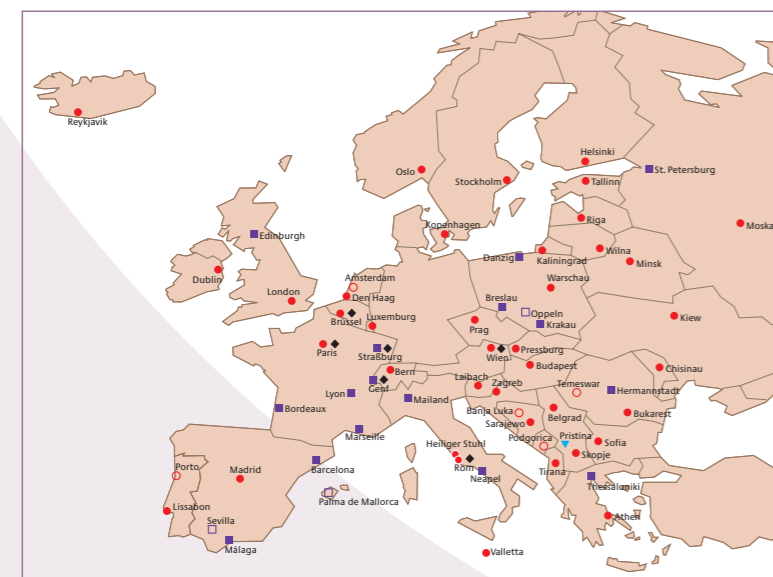 Reykjavik
Helsinki
Oslo
Stockholm
Tallinn
St. Petersburg
Riga
Moska
Kopenhagen
Edinburgh
Wilna
Danzig
Kaliningrad
Minsk
Dublin
Amsterdam
Warschau
London
Den Haag
Breslau
Brüssel
Luxemburg
Oppeln
Kiew
Prag
Krakau
Paris
Straßburg
Wien
Pressburg
Budapest
Bern
Chisinau
Genf
Laibach
Zagreb
Temeswar
Hermannstadt
Lyon
Mailand
Bordeaux
Banja Luka
Belgrad
Bukarest
Sarajewo
Marseille
Podgorica
Pristina
Heiliger Stuhl
Sofia
Skopje
Barcelona
Rom
Tirana
Porto
Madrid
Neapel
Thessaloniki
Palma de Mallorca
Lissabon
Sevilla
Athen
Málaga
Valletta